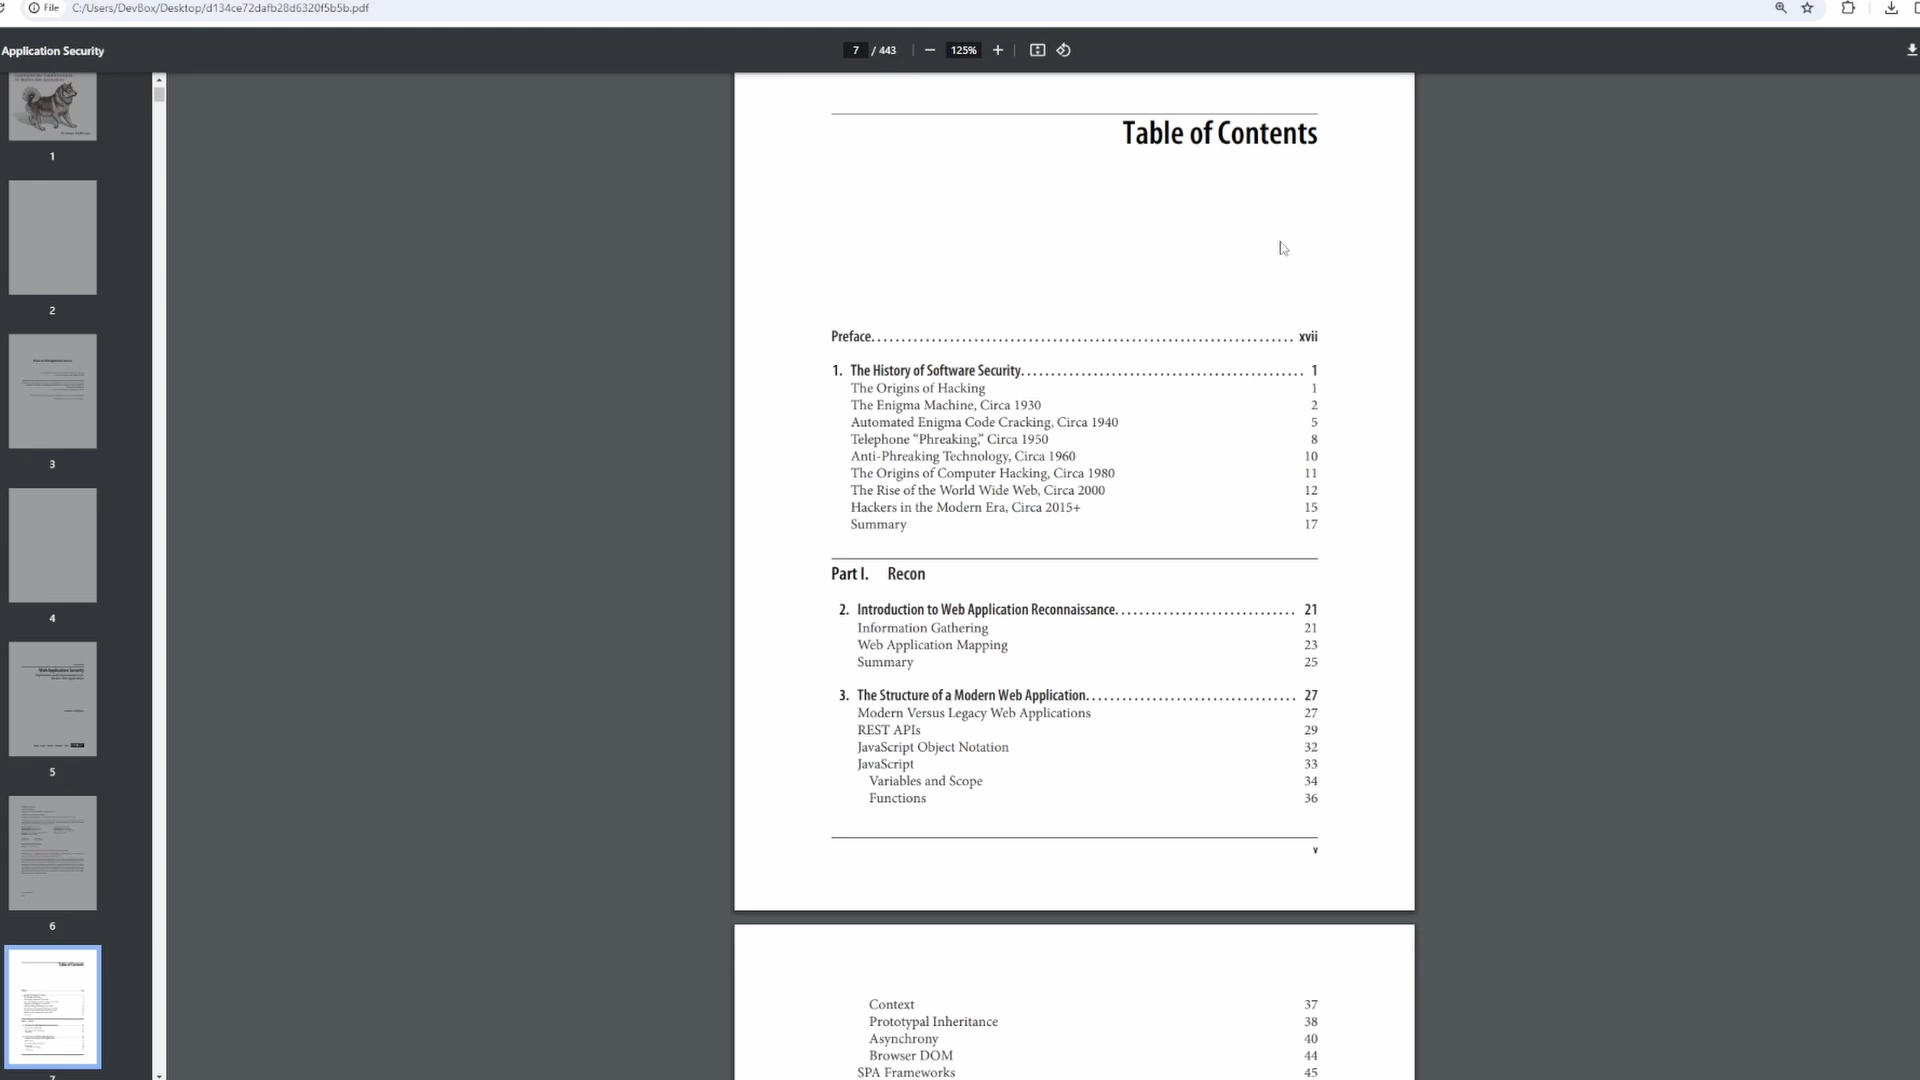 File
C:/Users/DevBox/Desktop/d134ce72dafb28d6320f5b5b.pdf
Application Security
7 / 443
125%
1
2
3
4
5
6
7
Table of Contents
Preface. . . . . . . . . . . . . . . . . . . . . . . . . . . . . . . . . . . . . . . . xvii
1. The History of Software Security. . . . . . . . . . . . . . . . . . . . . . . . 1
The Origins of Hacking 1
The Enigma Machine, Circa 1930 2
Automated Enigma Code Cracking, Circa 1940 5
Telephone “Phreaking,” Circa 1950 8
Anti-Phreaking Technology, Circa 1960 10
The Origins of Computer Hacking, Circa 1980 11
The Rise of the World Wide Web, Circa 2000 12
Hackers in the Modern Era, Circa 2015+ 15
Summary 17
Part I. Recon
2. Introduction to Web Application Reconnaissance. . . . . . . . . . . . . . . . 21
Information Gathering 21
Web Application Mapping 23
Summary 25
3. The Structure of a Modern Web Application. . . . . . . . . . . . . . . . . . 27
Modern Versus Legacy Web Applications 27
REST APIs 29
JavaScript Object Notation 32
JavaScript 33
Variables and Scope 34
Functions 36
v
Context 37
Prototypal Inheritance 38
Asynchrony 40
Browser DOM 44
SPA Frameworks 45